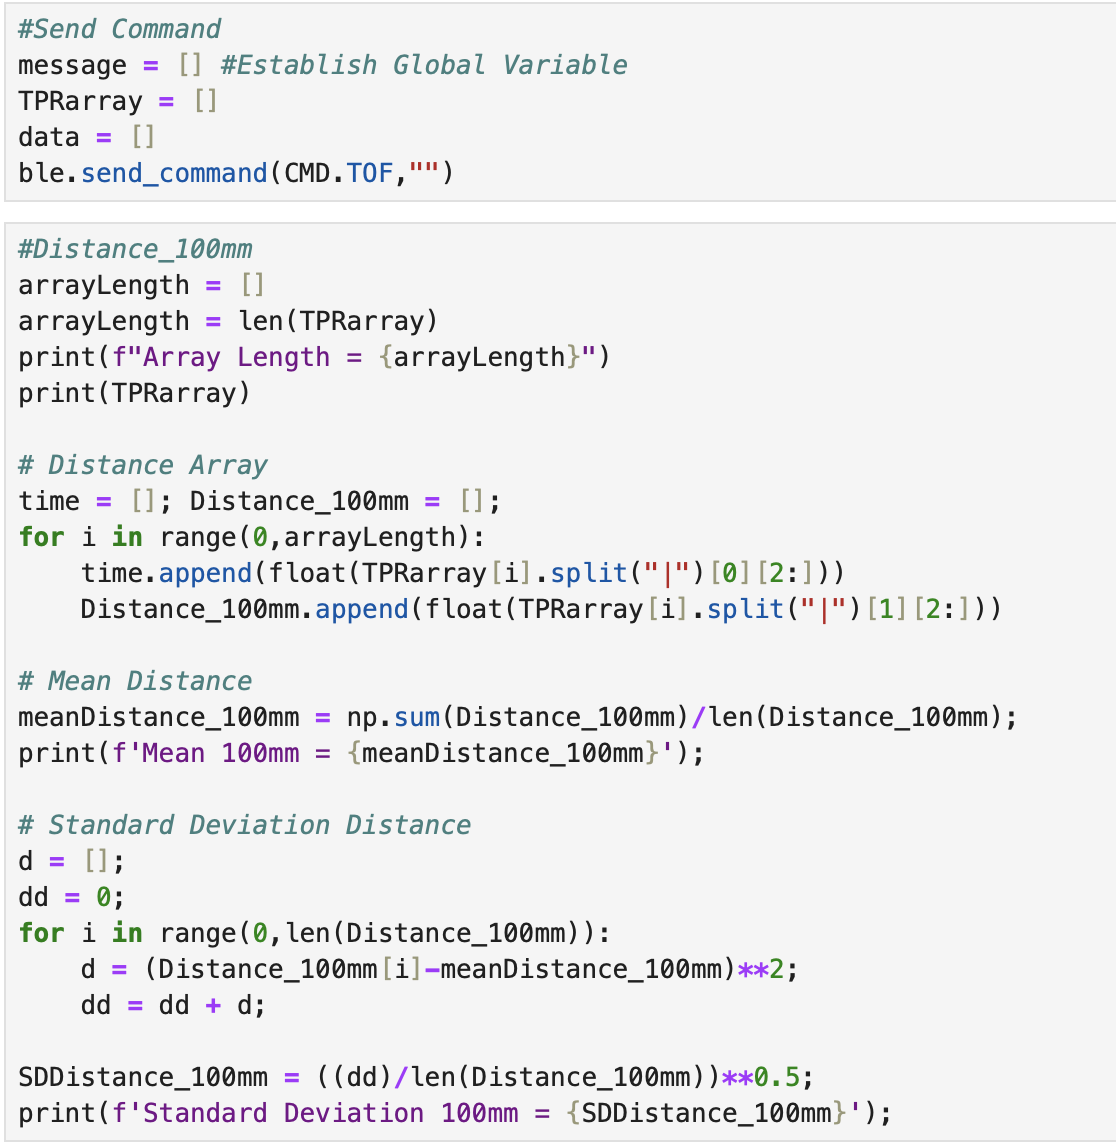 #Send Command
message = [] #Establish Global Variable
TPRarray = []
data = []
ble.send_command(CMD.TOF,"")
#Distance_100mm
arrayLength = []
arrayLength = len(TPRarray)
print(f"Array Length = {arrayLength}")
print(TPRarray)
# Distance Array
time = []; Distance_100mm = [];
for i in range(0,arrayLength):
    time.append(float(TPRarray[i].split("|")[0][2:]))
    Distance_100mm.append(float(TPRarray[i].split("|")[1][2:]))
# Mean Distance
meanDistance_100mm = np.sum(Distance_100mm)/len(Distance_100mm);
print(f'Mean 100mm = {meanDistance_100mm}');
# Standard Deviation Distance
d = [];
dd = 0;
for i in range(0,len(Distance_100mm)):
    d = (Distance_100mm[i]-meanDistance_100mm)**2;
    dd = dd + d;
SDDistance_100mm = ((dd)/len(Distance_100mm))**0.5;
print(f'Standard Deviation 100mm = {SDDistance_100mm}');